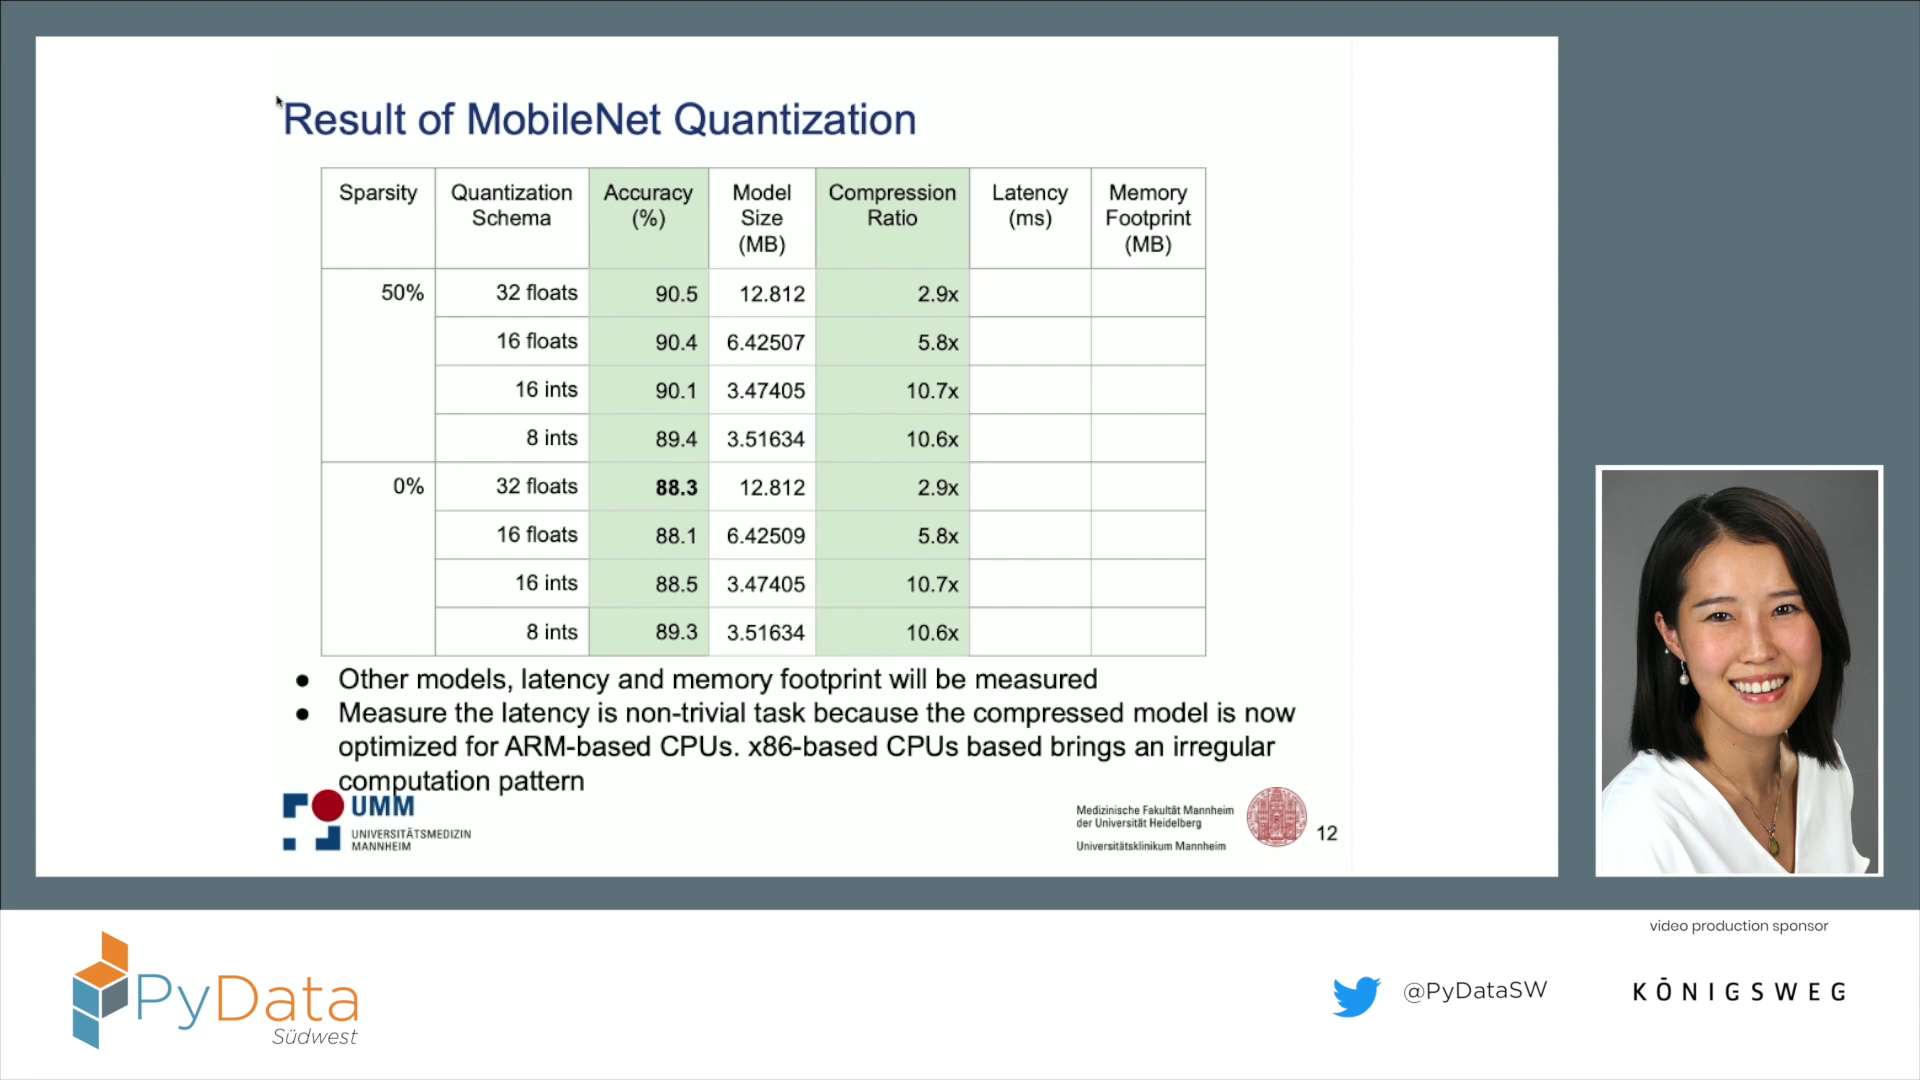 Result of MobileNet Quantization
Sparsity Quantization Schema Accuracy (%) Model Size (MB) Compression Ratio Latency (ms) Memory Footprint (MB)
50% 32 floats 90.5 12.812 2.9x
16 floats 90.4 6.42507 5.8x
16 ints 90.1 3.47405 10.7x
8 ints 89.4 3.51634 10.6x
0% 32 floats 88.3 12.812 2.9x
16 floats 88.1 6.42509 5.8x
16 ints 88.5 3.47405 10.7x
8 ints 89.3 3.51634 10.6x
● Other models, latency and memory footprint will be measured
● Measure the latency is non-trivial task because the compressed model is now
optimized for ARM-based CPUs. x86-based CPUs based brings an irregular
computation pattern
UMM
UNIVERSITÄTSMEDIZIN
MANNHEIM
Medizinische Fakultät Mannheim
der Universität Heidelberg
Universitätsklinikum Mannheim
12
video production sponsor
PyData
Südwest
@PyDataSW
KÖNIGSWEG